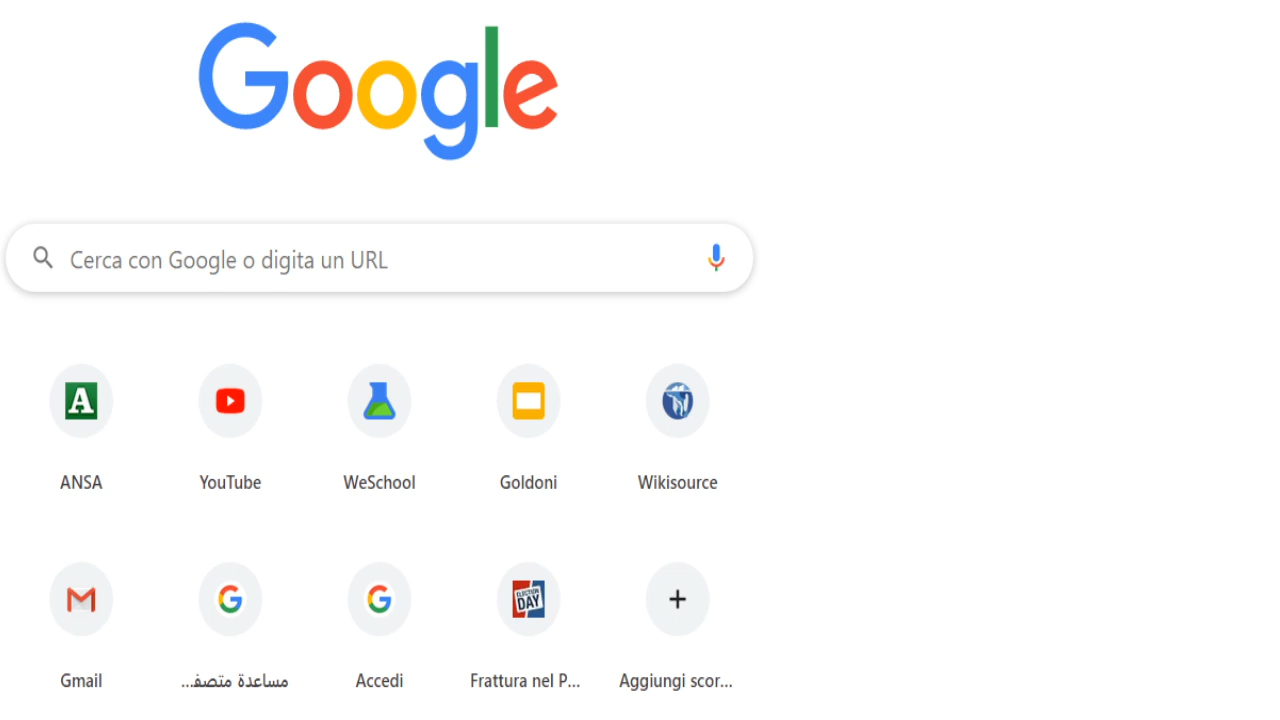 Google
Cerca con Google o digita un URL
A
ANSA
YouTube
WeSchool
Goldoni
Wikisource
M
G
G
ELECTION
DAY
Gmail
مساعدة متصفـ...
Accedi
Frattura nel P...
Aggiungi scor...